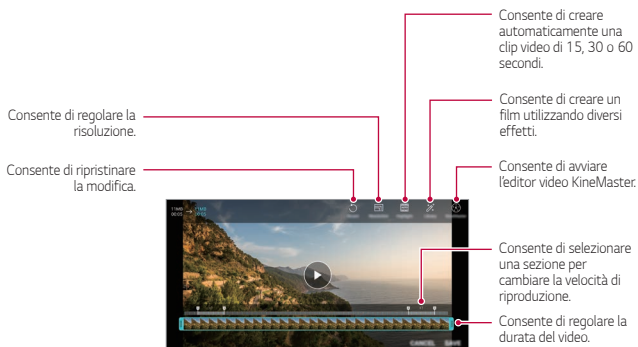 Consente di creare
automaticamente una
clip video di 15, 30 o 60
secondi.
Consente di regolare la
risoluzione.
Consente di creare un
film utilizzando diversi
effetti.
Consente di ripristinare
la modifica.
Consente di avviare
l'editor video KineMaster.
Consente di selezionare
una sezione per
cambiare la velocità di
riproduzione.
Consente di regolare la
durata del video.
CANCEL SAVE